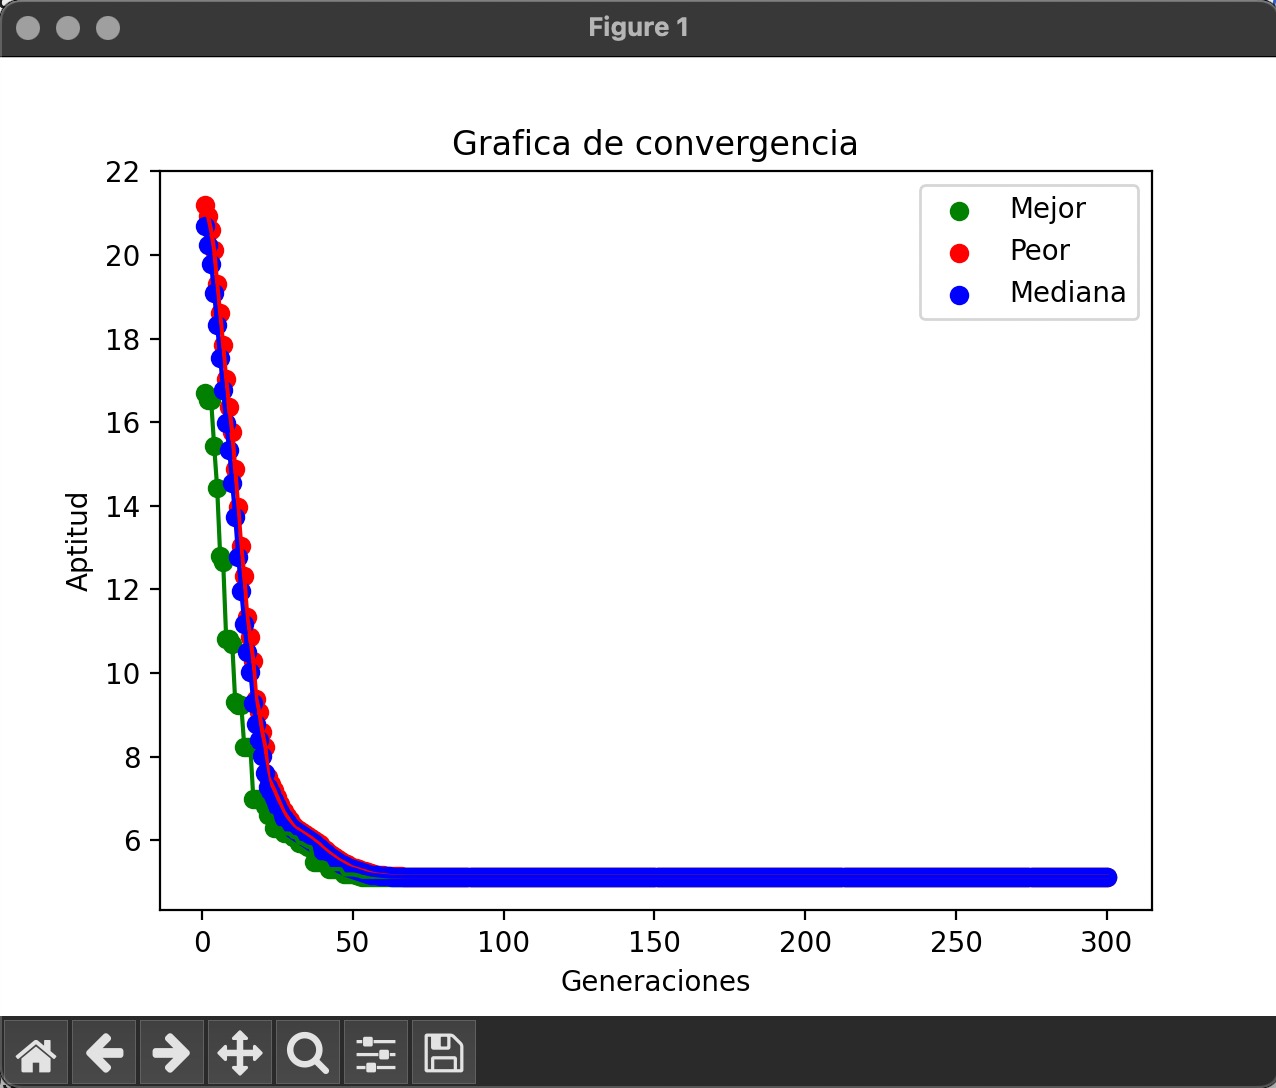 Figure 1
Grafica de convergencia
22
20
18
16
14
12
10
8
6
Aptitud
Mejor
Peor
Mediana
0 50 100 150 200 250 300
Generaciones